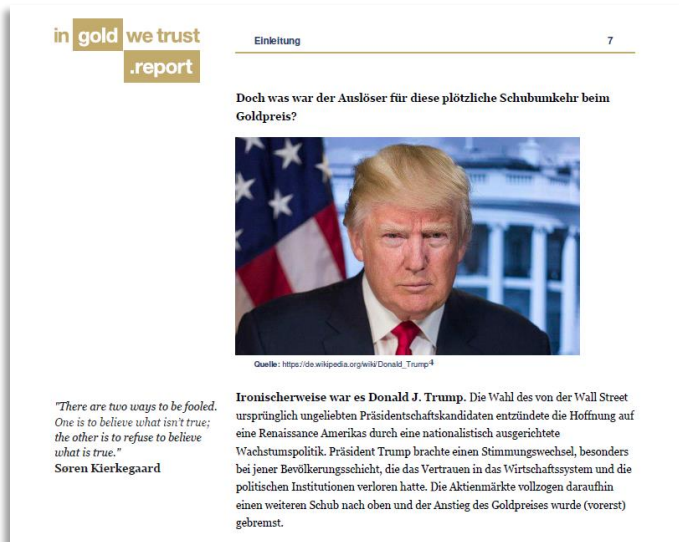 in gold we trust
.report
Einleitung 7
Doch was war der Auslöser für diese plötzliche Schubumkehr beim
Goldpreis?
Quelle: https://de.wikipedia.org/wiki/Donald_Trump4
Ironischerweise war es Donald J. Trump. Die Wahl des von der Wall Street
ursprünglich ungeliebten Präsidentschaftskandidaten entzündete die Hoffnung auf
eine Renaissance Amerikas durch eine nationalistisch ausgerichtete
Wachstumspolitik. Präsident Trump brachte einen Stimmungswechsel, besonders
bei jener Bevölkerungsschicht, die das Vertrauen in das Wirtschaftssystem und die
politischen Institutionen verloren hatte. Die Aktienmärkte vollzogen daraufhin
einen weiteren Schub nach oben und der Anstieg des Goldpreises wurde (vorerst)
gebremst.
"There are two ways to be fooled.
One is to believe what isn't true;
the other is to refuse to believe
what is true."
Søren Kierkegaard